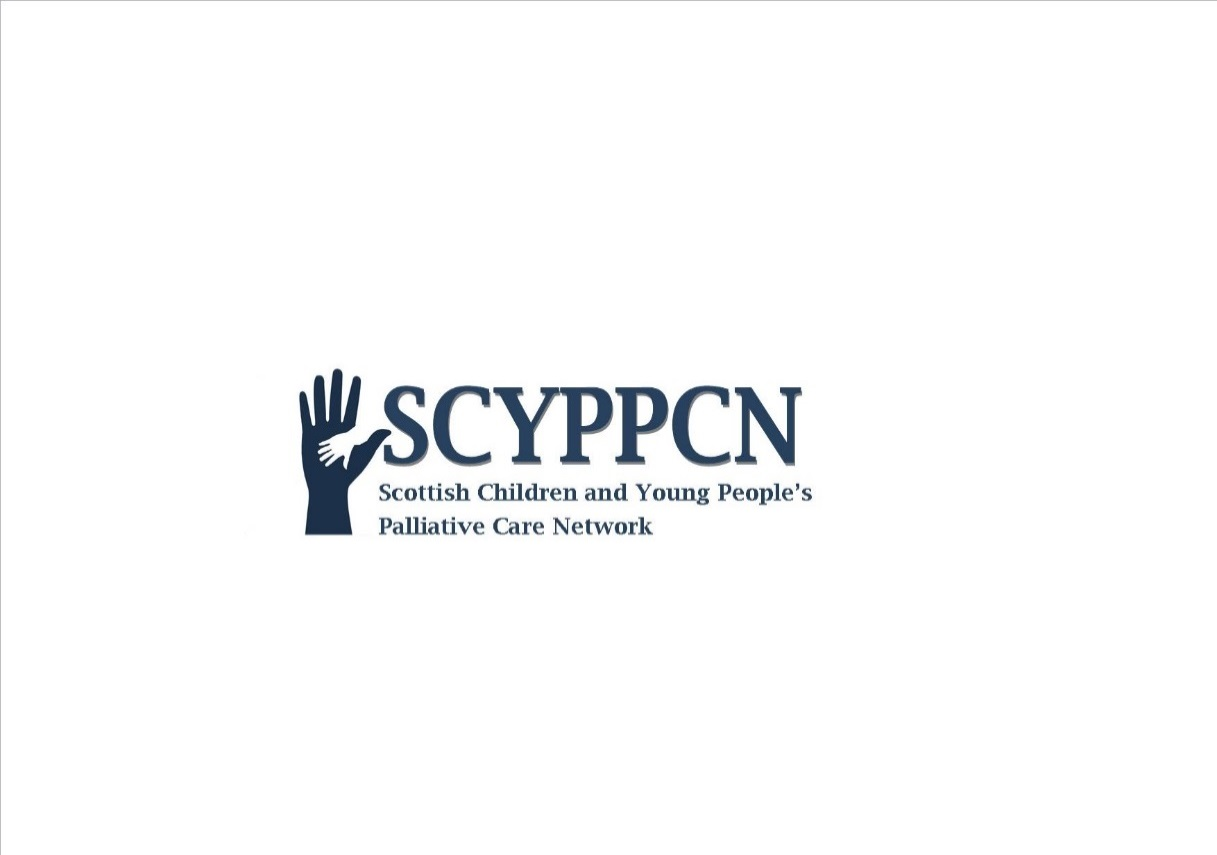 SCYPPCN
Scottish Children and Young People’s
Palliative Care Network